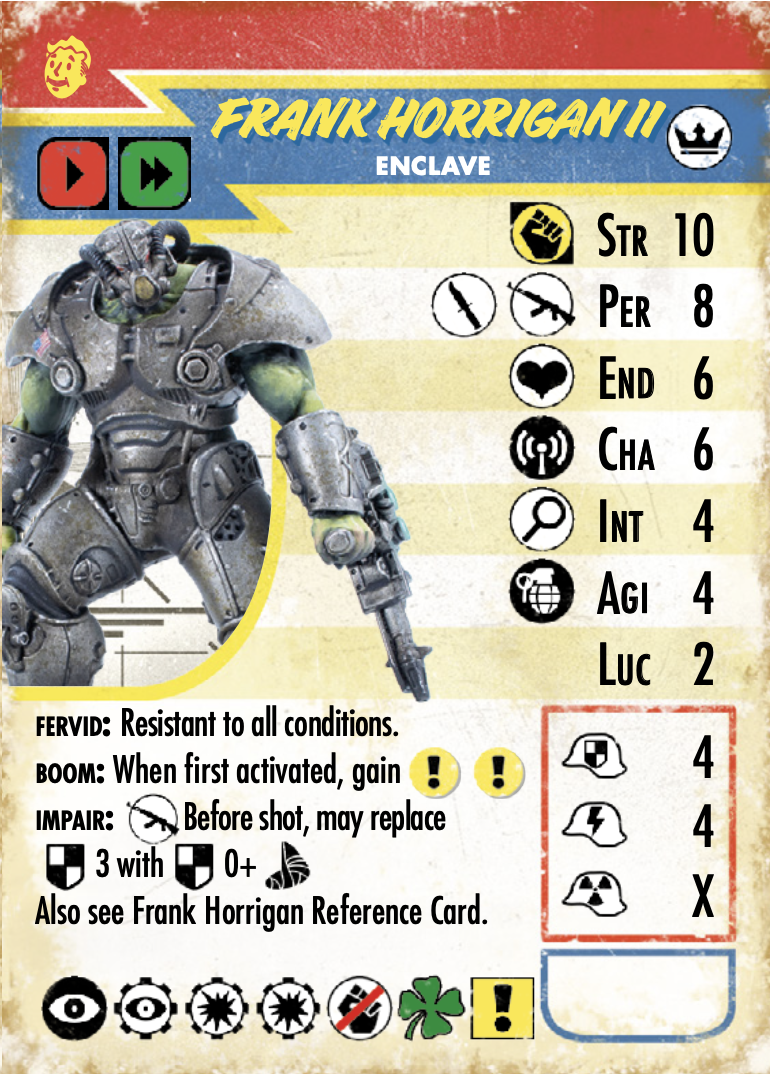 FRANK HORRIGAN II
ENCLAVE
STR 10
PER 8
END 6
CHA 6
INT 4
AGI 4
LUC 2
FERVID: Resistant to all conditions.
BOOM: When first activated, gain ! !
IMPAIR: Before shot, may replace
3 with 0+
Also see Frank Horrigan Reference Card.
4
4
X
!